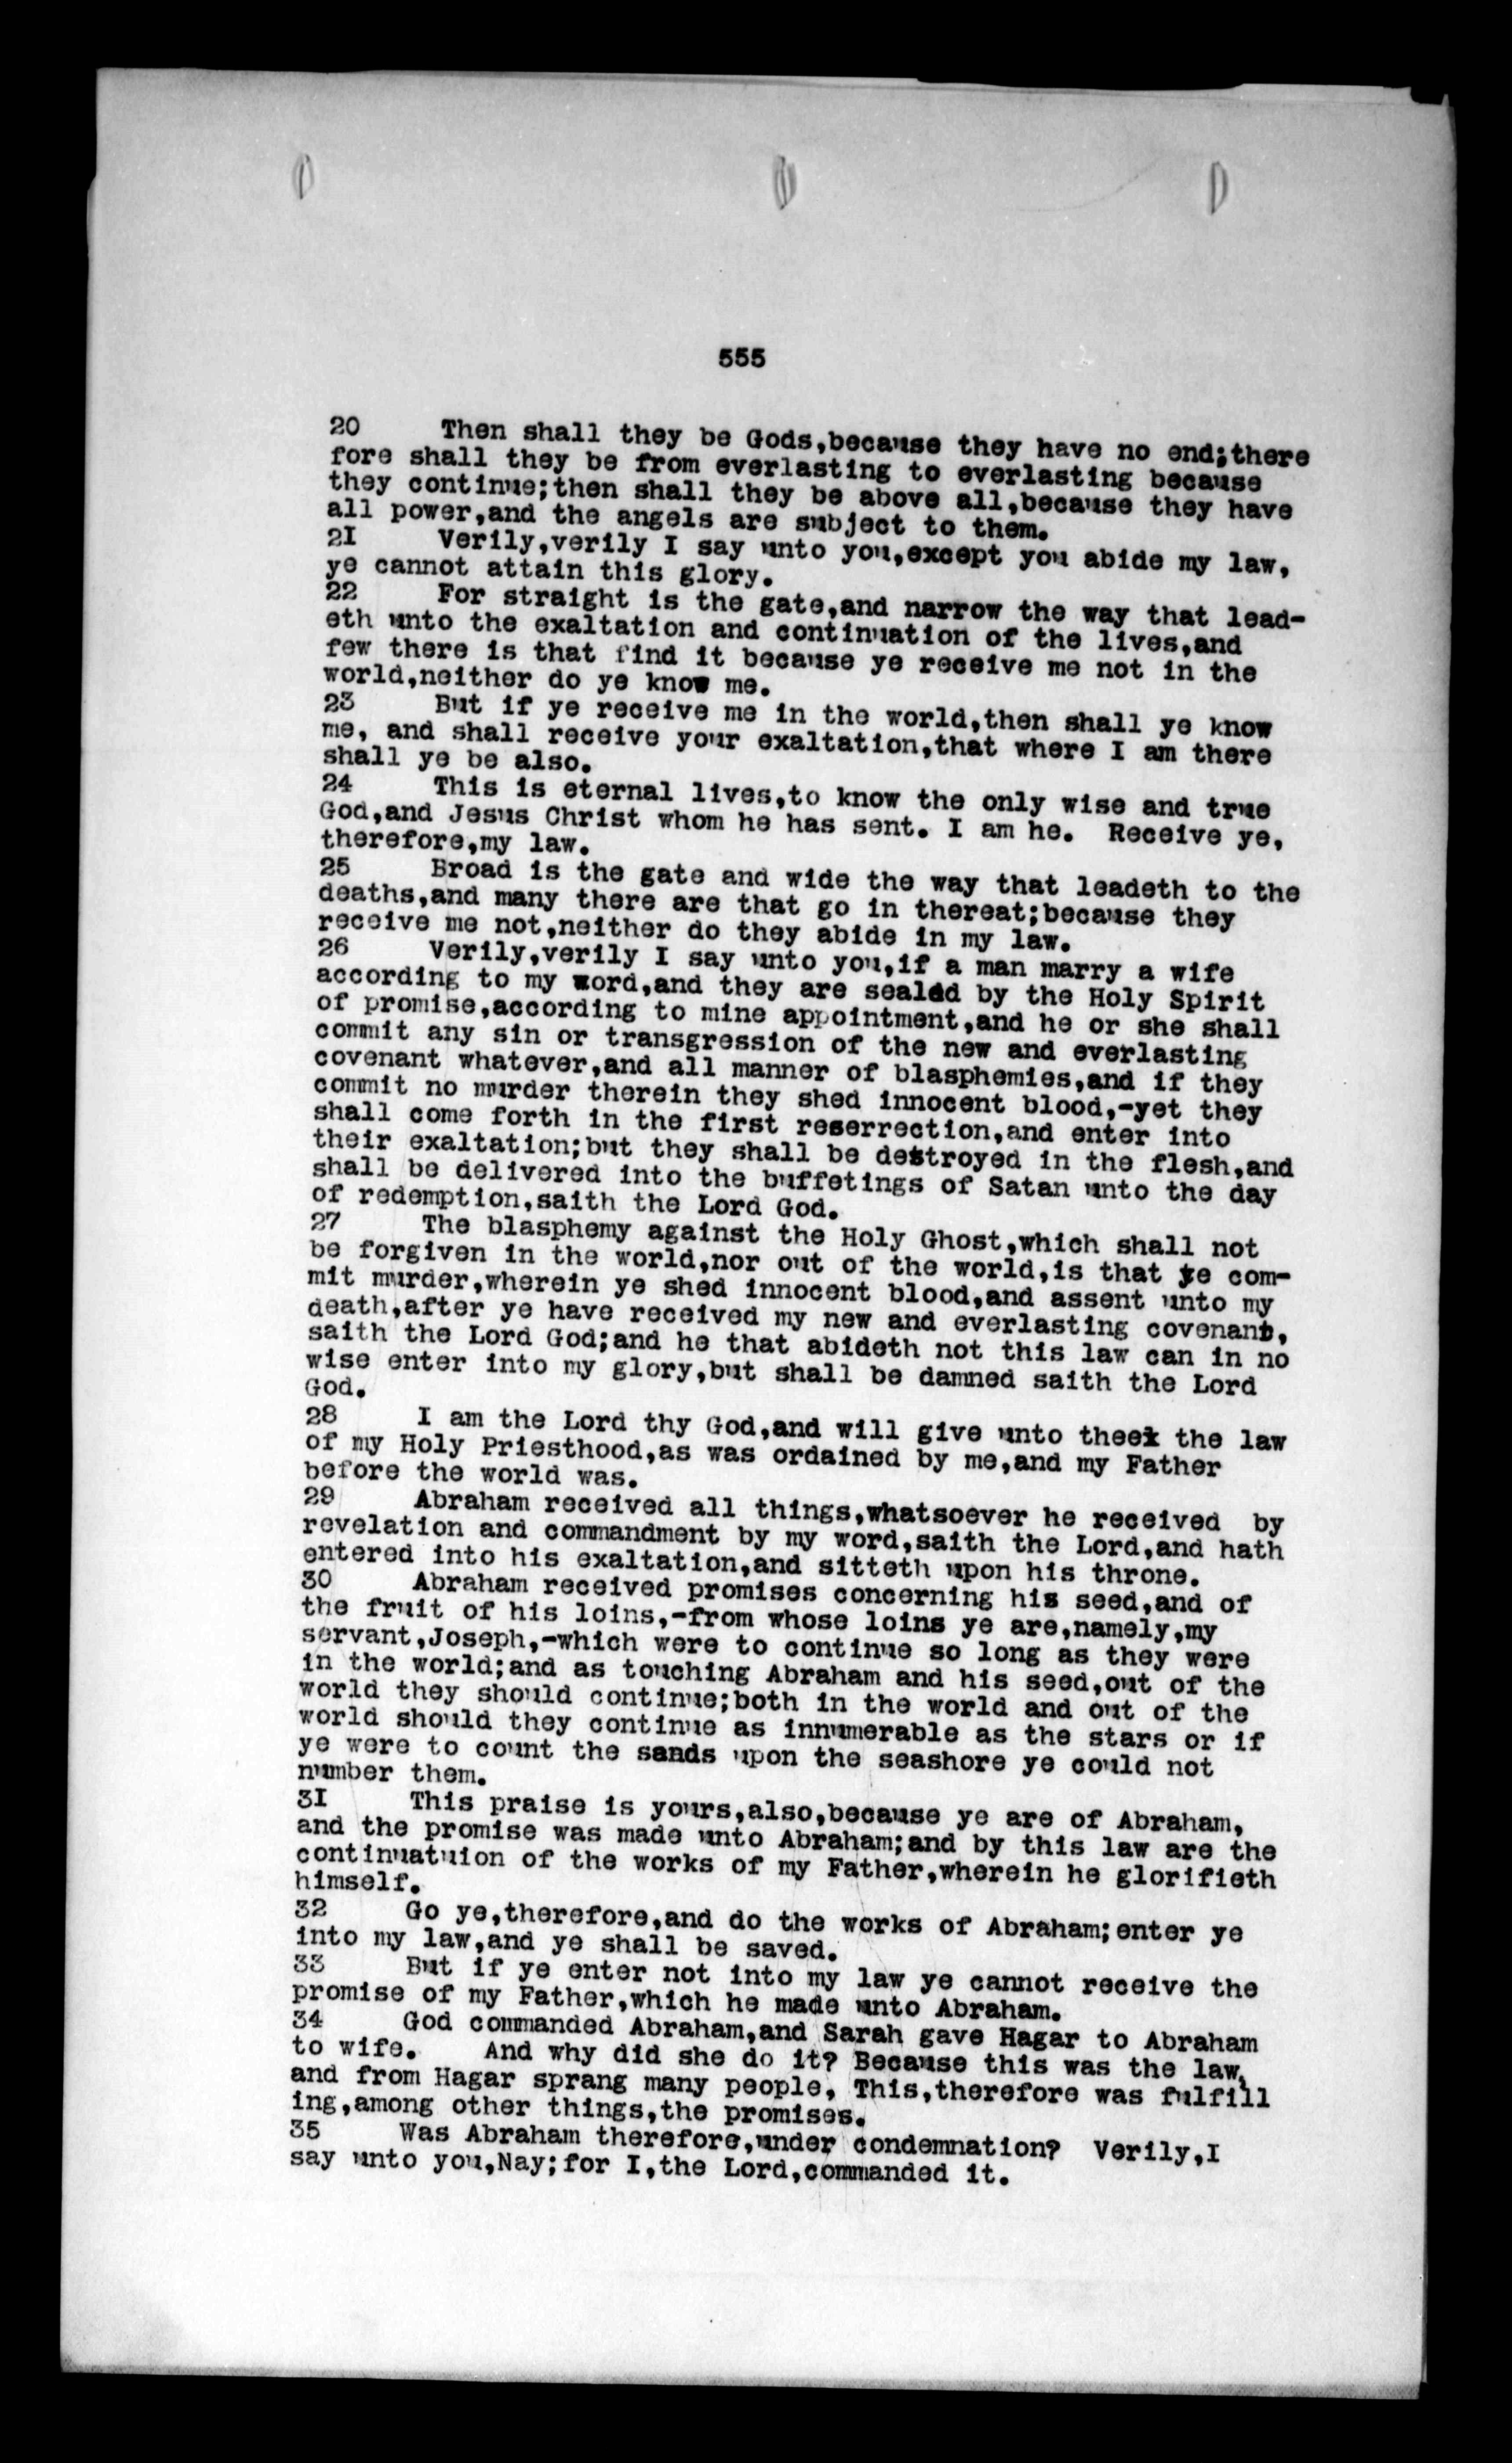 555
20 Then shall they be Gods,because they have no end;there
fore shall they be from everlasting to everlasting because
they continue;then shall they be above all,because they have
all power,and the angels are subject to them.
2I Verily,verily I say unto you,except you abide my law,
ye cannot attain this glory.
22 For straight is the gate,and narrow the way that lead-
eth unto the exaltation and continuation of the lives,and
few there is that find it because ye receive me not in the
world,neither do ye know me.
23 But if ye receive me in the world,then shall ye know
me, and shall receive your exaltation,that where I am there
shall ye be also.
24 This is eternal lives,to know the only wise and true
God,and Jesus Christ whom he has sent. I am he. Receive ye,
therefore,my law.
25 Broad is the gate and wide the way that leadeth to the
deaths,and many there are that go in thereat;because they
receive me not,neither do they abide in my law.
26 Verily,verily I say unto you,if a man marry a wife
according to my word,and they are sealed by the Holy Spirit
of promise,according to mine appointment,and he or she shall
commit any sin or transgression of the new and everlasting
covenant whatever,and all manner of blasphemies,and if they
commit no murder therein they shed innocent blood,-yet they
shall come forth in the first reserrection,and enter into
their exaltation;but they shall be destroyed in the flesh,and
shall be delivered into the buffetings of Satan unto the day
of redemption,saith the Lord God.
27 The blasphemy against the Holy Ghost,which shall not
be forgiven in the world,nor out of the world,is that ye com-
mit murder,wherein ye shed innocent blood,and assent unto my
death,after ye have received my new and everlasting covenant,
saith the Lord God;and he that abideth not this law can in no
wise enter into my glory,but shall be damned saith the Lord
God.
28 I am the Lord thy God,and will give unto thee the law
of my Holy Priesthood,as was ordained by me,and my Father
before the world was.
29 Abraham received all things,whatsoever he received by
revelation and commandment by my word,saith the Lord,and hath
entered into his exaltation,and sitteth upon his throne.
30 Abraham received promises concerning his seed,and of
the fruit of his loins,-from whose loins ye are,namely,my
servant,Joseph,-which were to continue so long as they were
in the world;and as touching Abraham and his seed,out of the
world they should continue;both in the world and out of the
world should they continue as innumerable as the stars or if
ye were to count the sands upon the seashore ye could not
number them.
3I This praise is yours,also,because ye are of Abraham,
and the promise was made unto Abraham;and by this law are the
continuatuion of the works of my Father,wherein he glorifieth
himself.
32 Go ye,therefore,and do the works of Abraham;enter ye
into my law,and ye shall be saved.
33 But if ye enter not into my law ye cannot receive the
promise of my Father,which he made unto Abraham.
34 God commanded Abraham,and Sarah gave Hagar to Abraham
to wife. And why did she do it? Because this was the law,
and from Hagar sprang many people, This,therefore was fulfill
ing,among other things,the promises.
35 Was Abraham therefore,under condemnation? Verily,I
say unto you,Nay;for I,the Lord,commanded it.